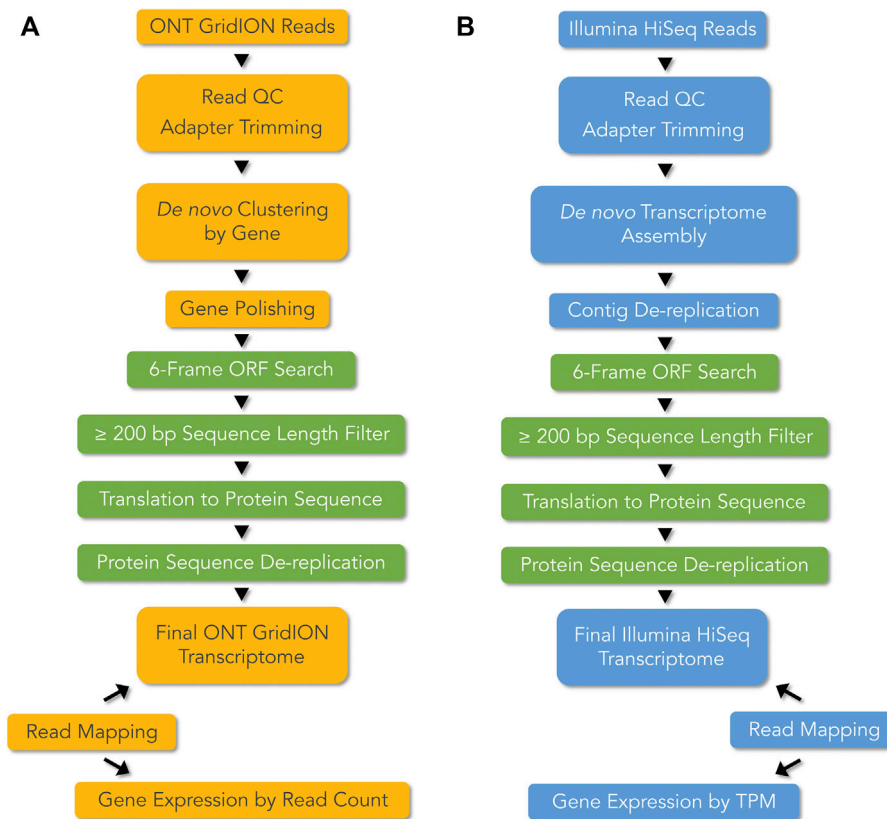 A
ONT GridION Reads
Read QC
Adapter Trimming
De novo Clustering
by Gene
Gene Polishing
6-Frame ORF Search
≥ 200 bp Sequence Length Filter
Translation to Protein Sequence
Protein Sequence De-replication
Final ONT GridION
Transcriptome
Read Mapping
Gene Expression by Read Count
B
Illumina HiSeq Reads
Read QC
Adapter Trimming
De novo Transcriptome
Assembly
Contig De-replication
6-Frame ORF Search
≥ 200 bp Sequence Length Filter
Translation to Protein Sequence
Protein Sequence De-replication
Final Illumina HiSeq
Transcriptome
Read Mapping
Gene Expression by TPM